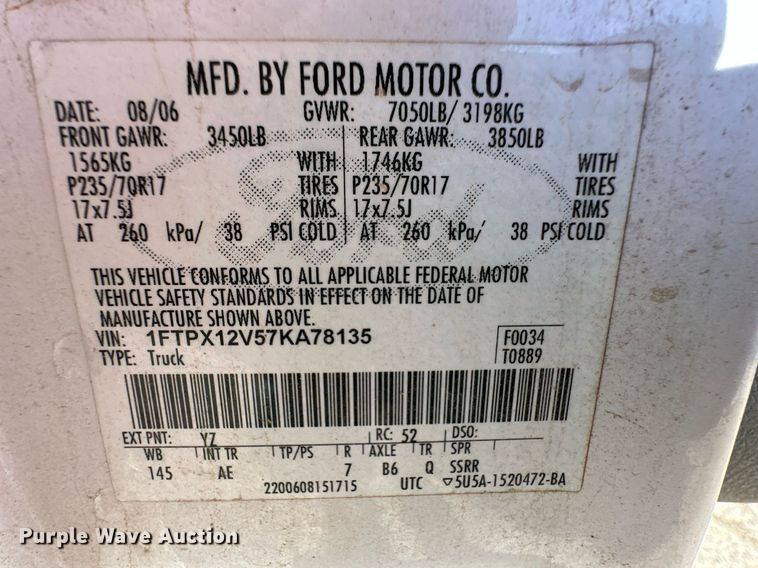 MFD. BY FORD MOTOR CO.
DATE: 08/06 GVWR: 7050LB/ 3198KG
FRONT GAWR: 3450LB REAR GAWR: 3850LB
1565KG WITH 1746KG WITH
P235/70R17 TIRES P235/70R17 TIRES
17x7.5J RIMS 17x7.5J RIMS
AT 260 kPa/ 38 PSI COLD AT 260 kPa/ 38 PSI COLD
Ford
THIS VEHICLE CONFORMS TO ALL APPLICABLE FEDERAL MOTOR
VEHICLE SAFETY STANDARDS IN EFFECT ON THE DATE OF
MANUFACTURE SHOWN ABOVE.
VIN: 1FTPX12V57KA78135 F0034
TYPE: Truck T0889
EXT PNT: YZ RC: 52 DSO:
WB INT TR TP/PS R AXLE TR SPR
145 AE 7 B6 Q SSRR
2200608151715 UTC ▽5U5A-1520472-BA
Purple Wave Auction